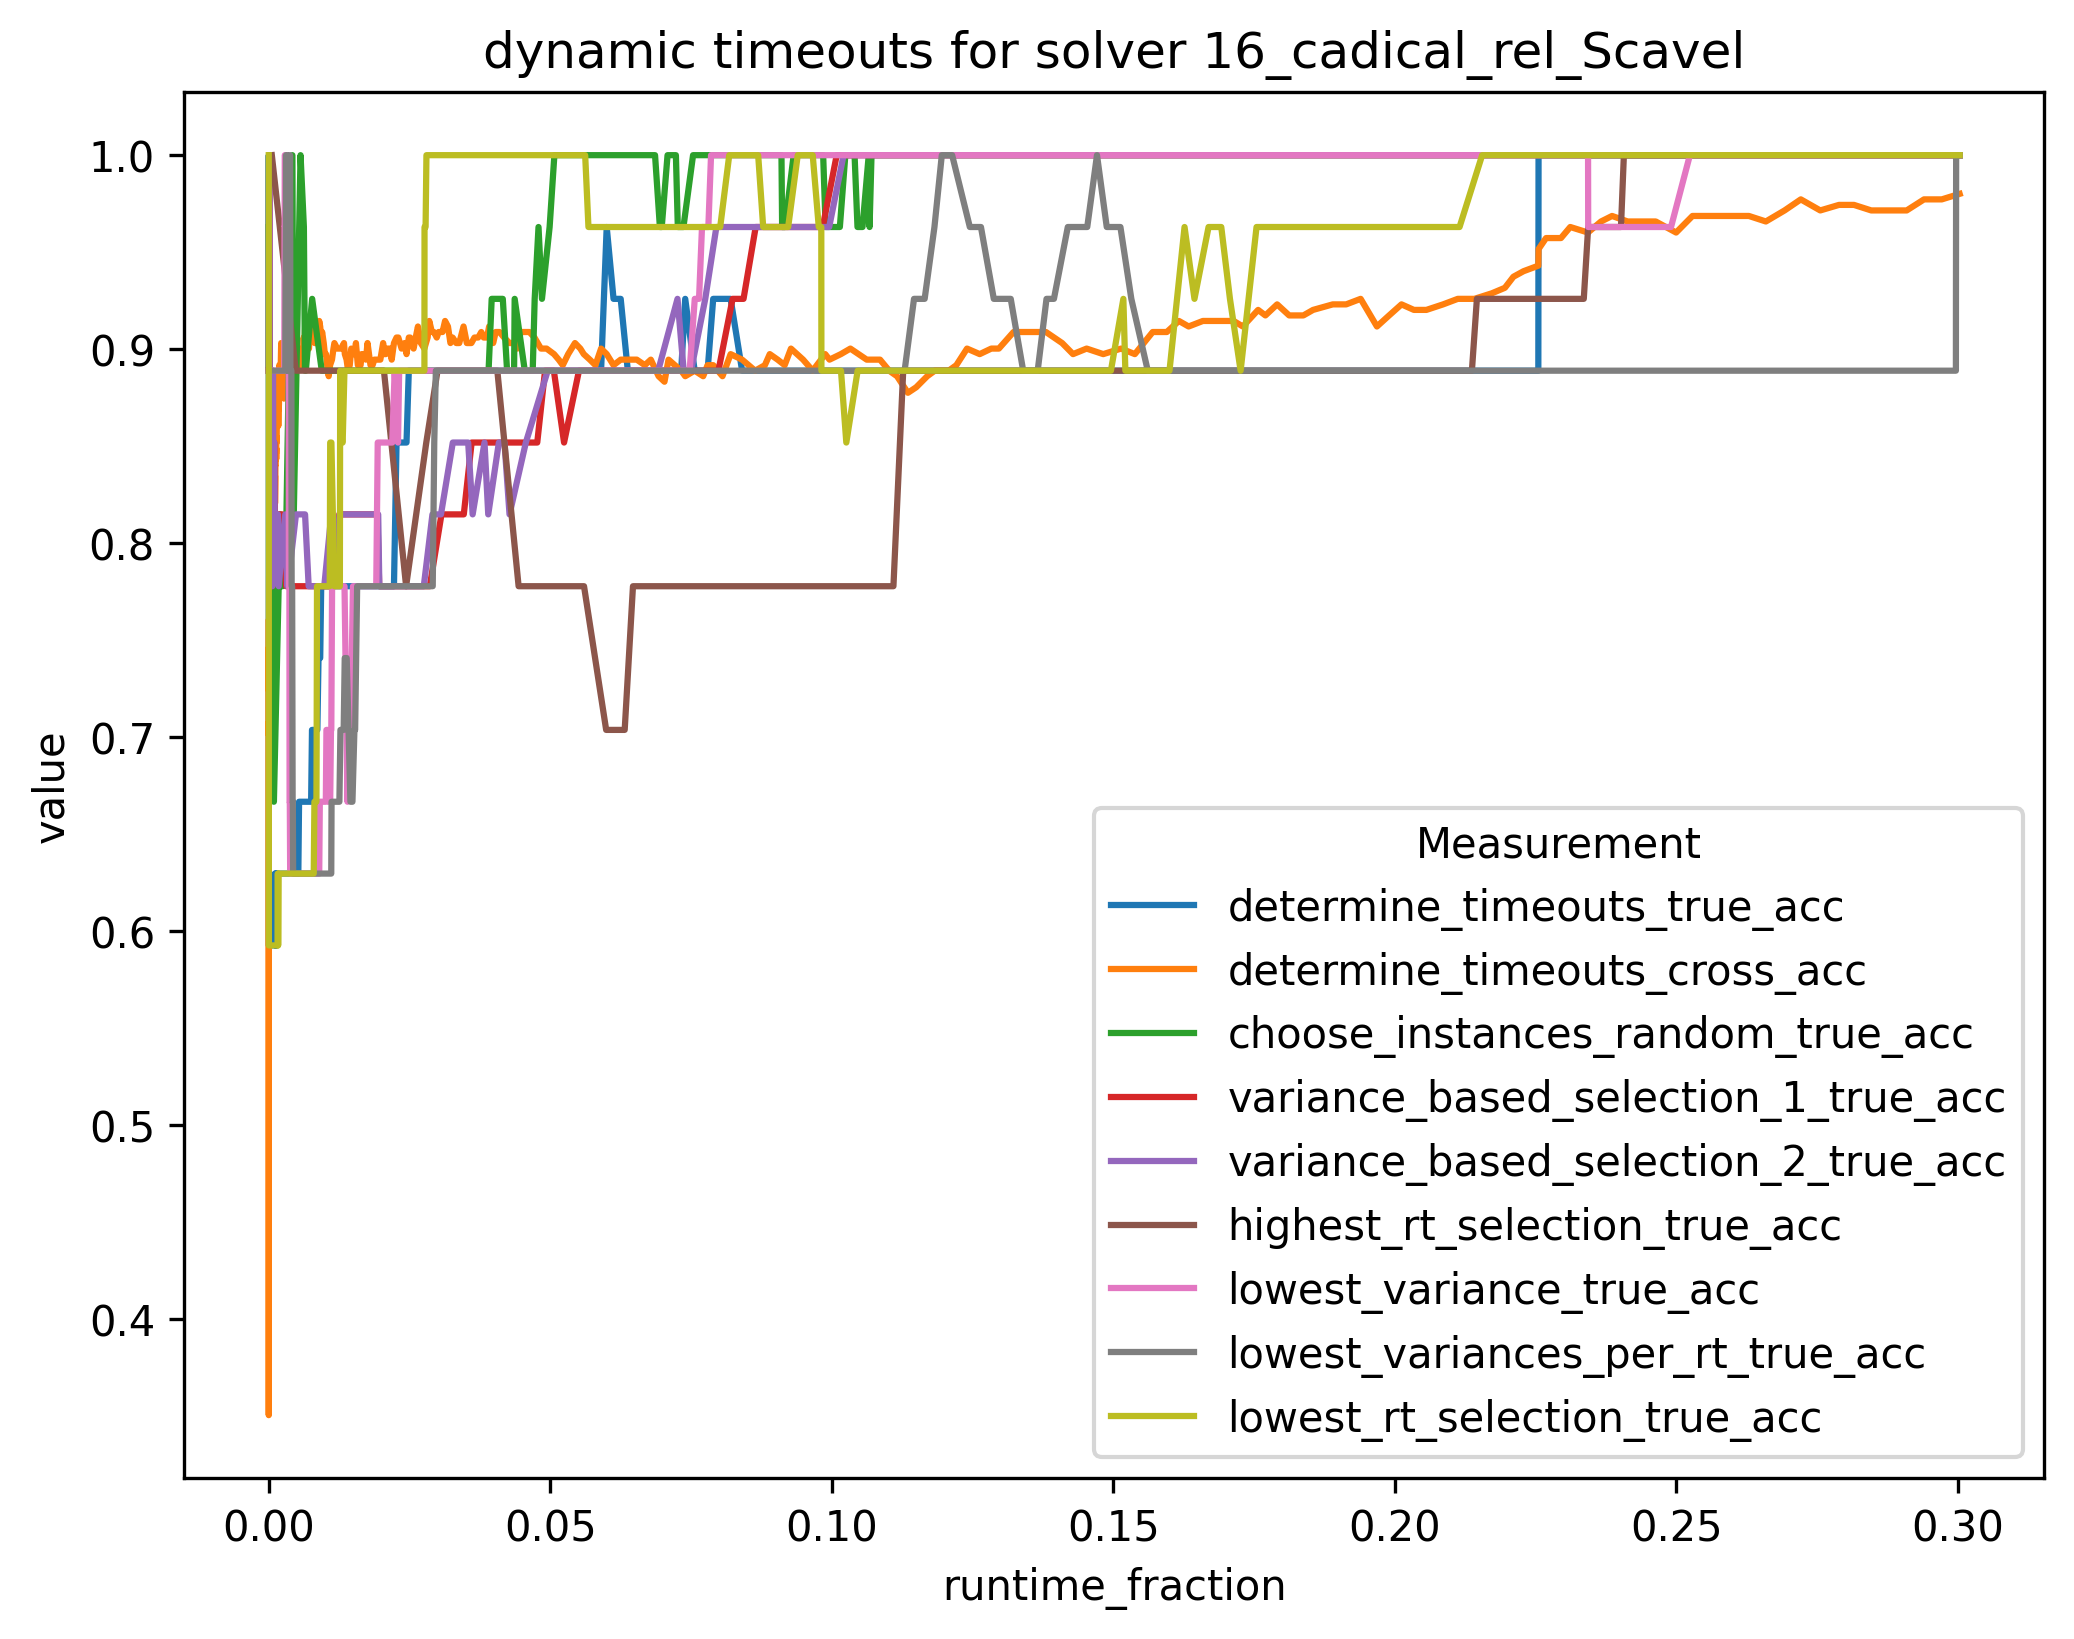 dynamic timeouts for solver 16_cadical_rel_Scavel
1.0
0.9
0.8
0.7
0.6
0.5
0.4
value
0.00 0.05 0.10 0.15 0.20 0.25 0.30
runtime_fraction
Measurement
determine_timeouts_true_acc
determine_timeouts_cross_acc
choose_instances_random_true_acc
variance_based_selection_1_true_acc
variance_based_selection_2_true_acc
highest_rt_selection_true_acc
lowest_variance_true_acc
lowest_variances_per_rt_true_acc
lowest_rt_selection_true_acc